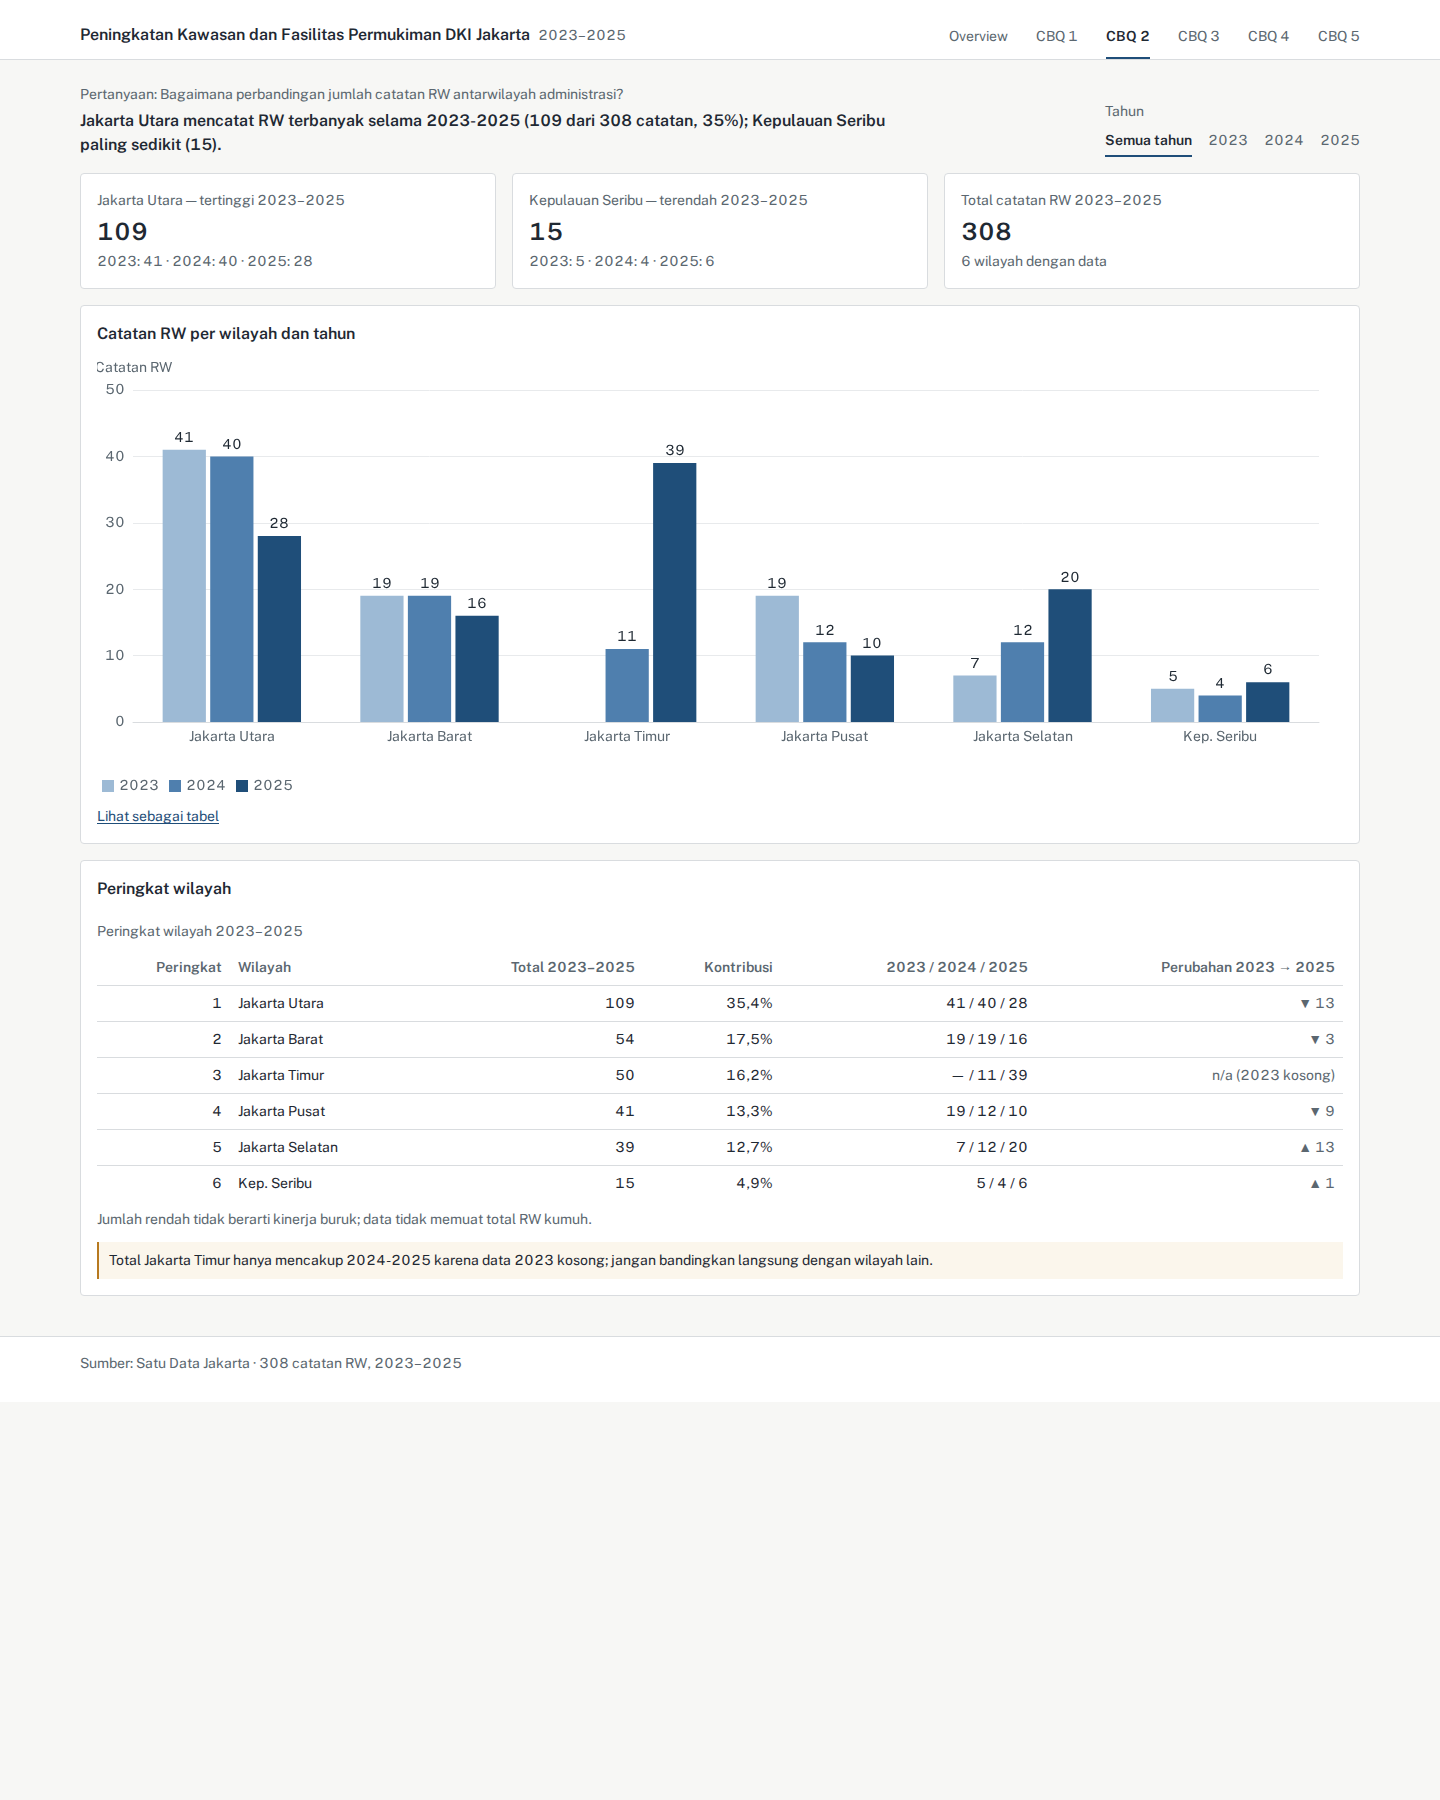 Peningkatan Kawasan dan Fasilitas Permukiman DKI Jakarta 2023–2025
Overview CBQ 1 CBQ 2 CBQ 3 CBQ 4 CBQ 5
Pertanyaan: Bagaimana perbandingan jumlah catatan RW antarwilayah administrasi?
Jakarta Utara mencatat RW terbanyak selama 2023-2025 (109 dari 308 catatan, 35%); Kepulauan Seribu
paling sedikit (15).
Tahun
Semua tahun 2023 2024 2025
Jakarta Utara — tertinggi 2023–2025
109
2023: 41 · 2024: 40 · 2025: 28
Kepulauan Seribu — terendah 2023–2025
15
2023: 5 · 2024: 4 · 2025: 6
Total catatan RW 2023–2025
308
6 wilayah dengan data
Catatan RW per wilayah dan tahun
Catatan RW
50
40
30
20
10
0
41 40 28
19 19 16
11 39
19 12 10
7 12 20
5 4 6
Jakarta Utara Jakarta Barat Jakarta Timur Jakarta Pusat Jakarta Selatan Kep. Seribu
2023 2024 2025
Lihat sebagai tabel
Peringkat wilayah
Peringkat wilayah 2023–2025
Peringkat Wilayah Total 2023–2025 Kontribusi 2023 / 2024 / 2025 Perubahan 2023 → 2025
1 Jakarta Utara 109 35,4% 41 / 40 / 28 ▼ 13
2 Jakarta Barat 54 17,5% 19 / 19 / 16 ▼ 3
3 Jakarta Timur 50 16,2% — / 11 / 39 n/a (2023 kosong)
4 Jakarta Pusat 41 13,3% 19 / 12 / 10 ▼ 9
5 Jakarta Selatan 39 12,7% 7 / 12 / 20 ▲ 13
6 Kep. Seribu 15 4,9% 5 / 4 / 6 ▲ 1
Jumlah rendah tidak berarti kinerja buruk; data tidak memuat total RW kumuh.
Total Jakarta Timur hanya mencakup 2024-2025 karena data 2023 kosong; jangan bandingkan langsung dengan wilayah lain.
Sumber: Satu Data Jakarta · 308 catatan RW, 2023–2025